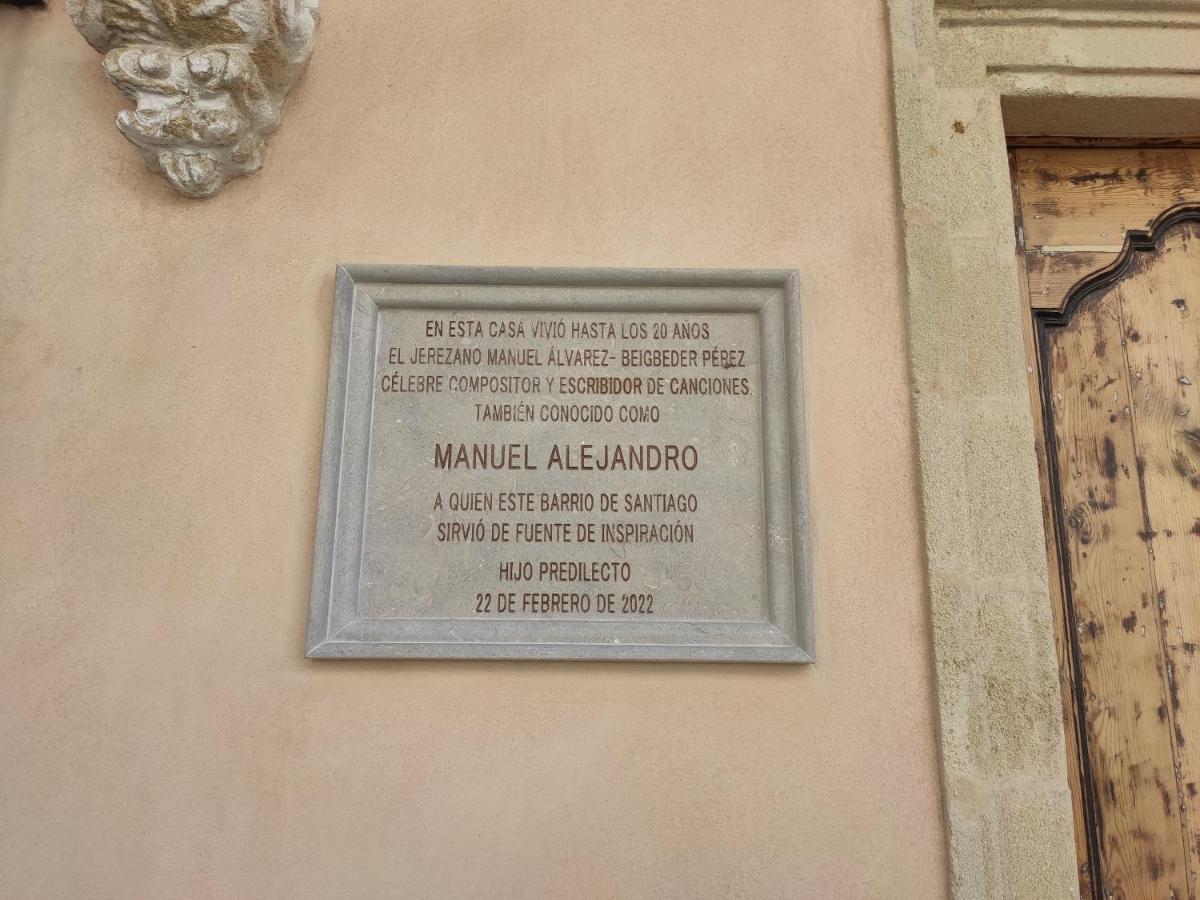 EN ESTA CASA VIVIÓ HASTA LOS 20 AÑOS
EL JEREZANO MANUEL ÁLVAREZ- BEIGBEDER PÉREZ
CÉLEBRE COMPOSITOR Y ESCRIBIDOR DE CANCIONES.
TAMBIÉN CONOCIDO COMO
MANUEL ALEJANDRO
A QUIEN ESTE BARRIO DE SANTIAGO
SIRVIÓ DE FUENTE DE INSPIRACIÓN
HIJO PREDILECTO
22 DE FEBRERO DE 2022